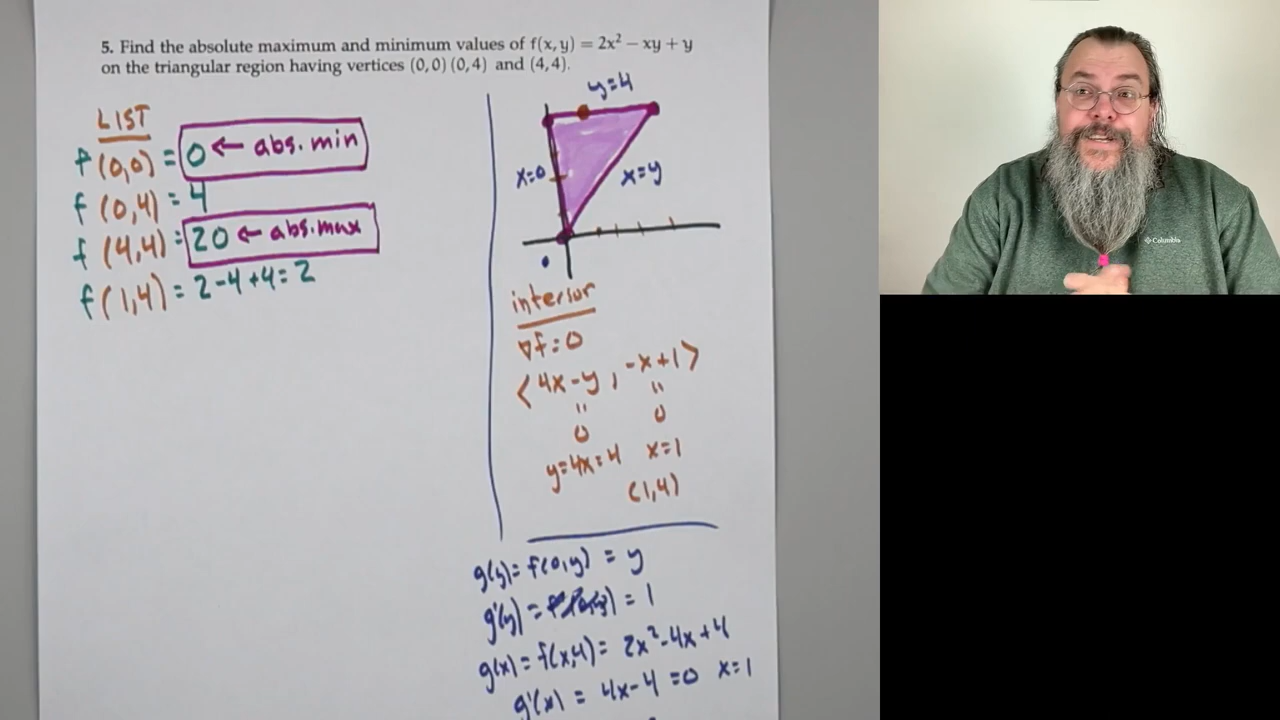 5. Find the absolute maximum and minimum values of f(x, y) = 2x² − xy + y
on the triangular region having vertices (0, 0) (0, 4) and (4, 4).
LIST
f(0,0) = 0 ← abs. min
f(0,4) = 4
f(4,4) = 20 ← abs. max
f(1,4) = 2-4+4=2
y=4
x=0
x=y
interior
∇f=0
<4x-y, -x+1>
" "
0 0
y=4x=4 x=1
(1,4)
g(y)= f(0,y) = y
g'(y) = = 1
g(x) = f(x,4) = 2x²-4x+4
g'(x) = 4x-4 =0 x=1
Columbia